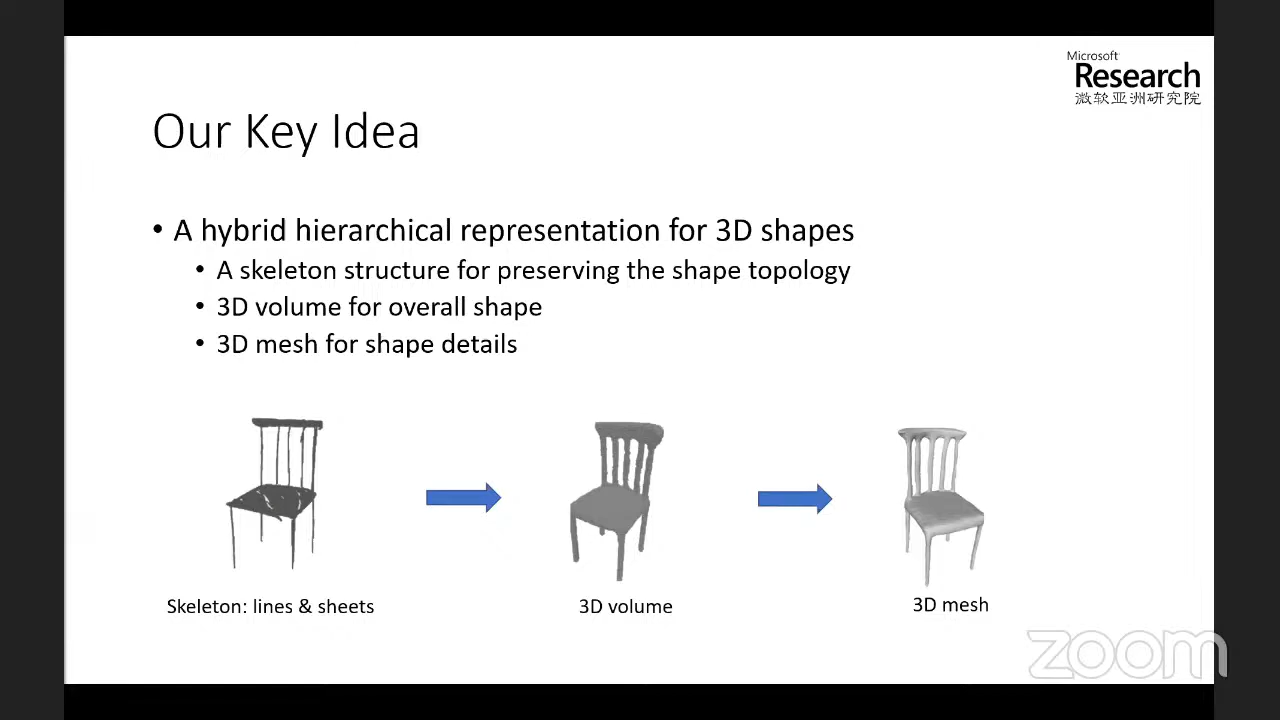 Microsoft
Research
微软亚洲研究院
Our Key Idea
• A hybrid hierarchical representation for 3D shapes
• A skeleton structure for preserving the shape topology
• 3D volume for overall shape
• 3D mesh for shape details
Skeleton: lines & sheets
3D volume
3D mesh
zoom